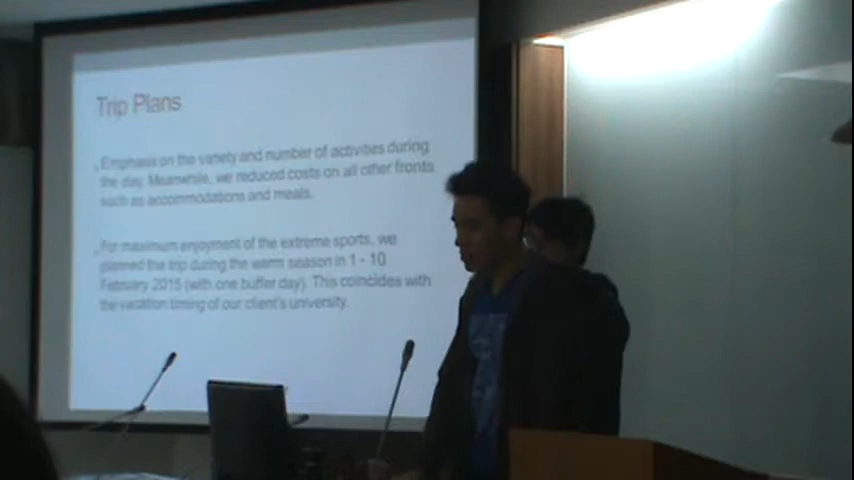 Trip Plans
Emphasis on the variety and number of activities during
the day. Meanwhile, we reduced costs on all other fronts
such as accommodations and meals.
For maximum enjoyment of the extreme sports, we
planned the trip during the warm season in 1 - 10
February 2015 (with one buffer day). This coincides with
the vacation timing of our client's university.